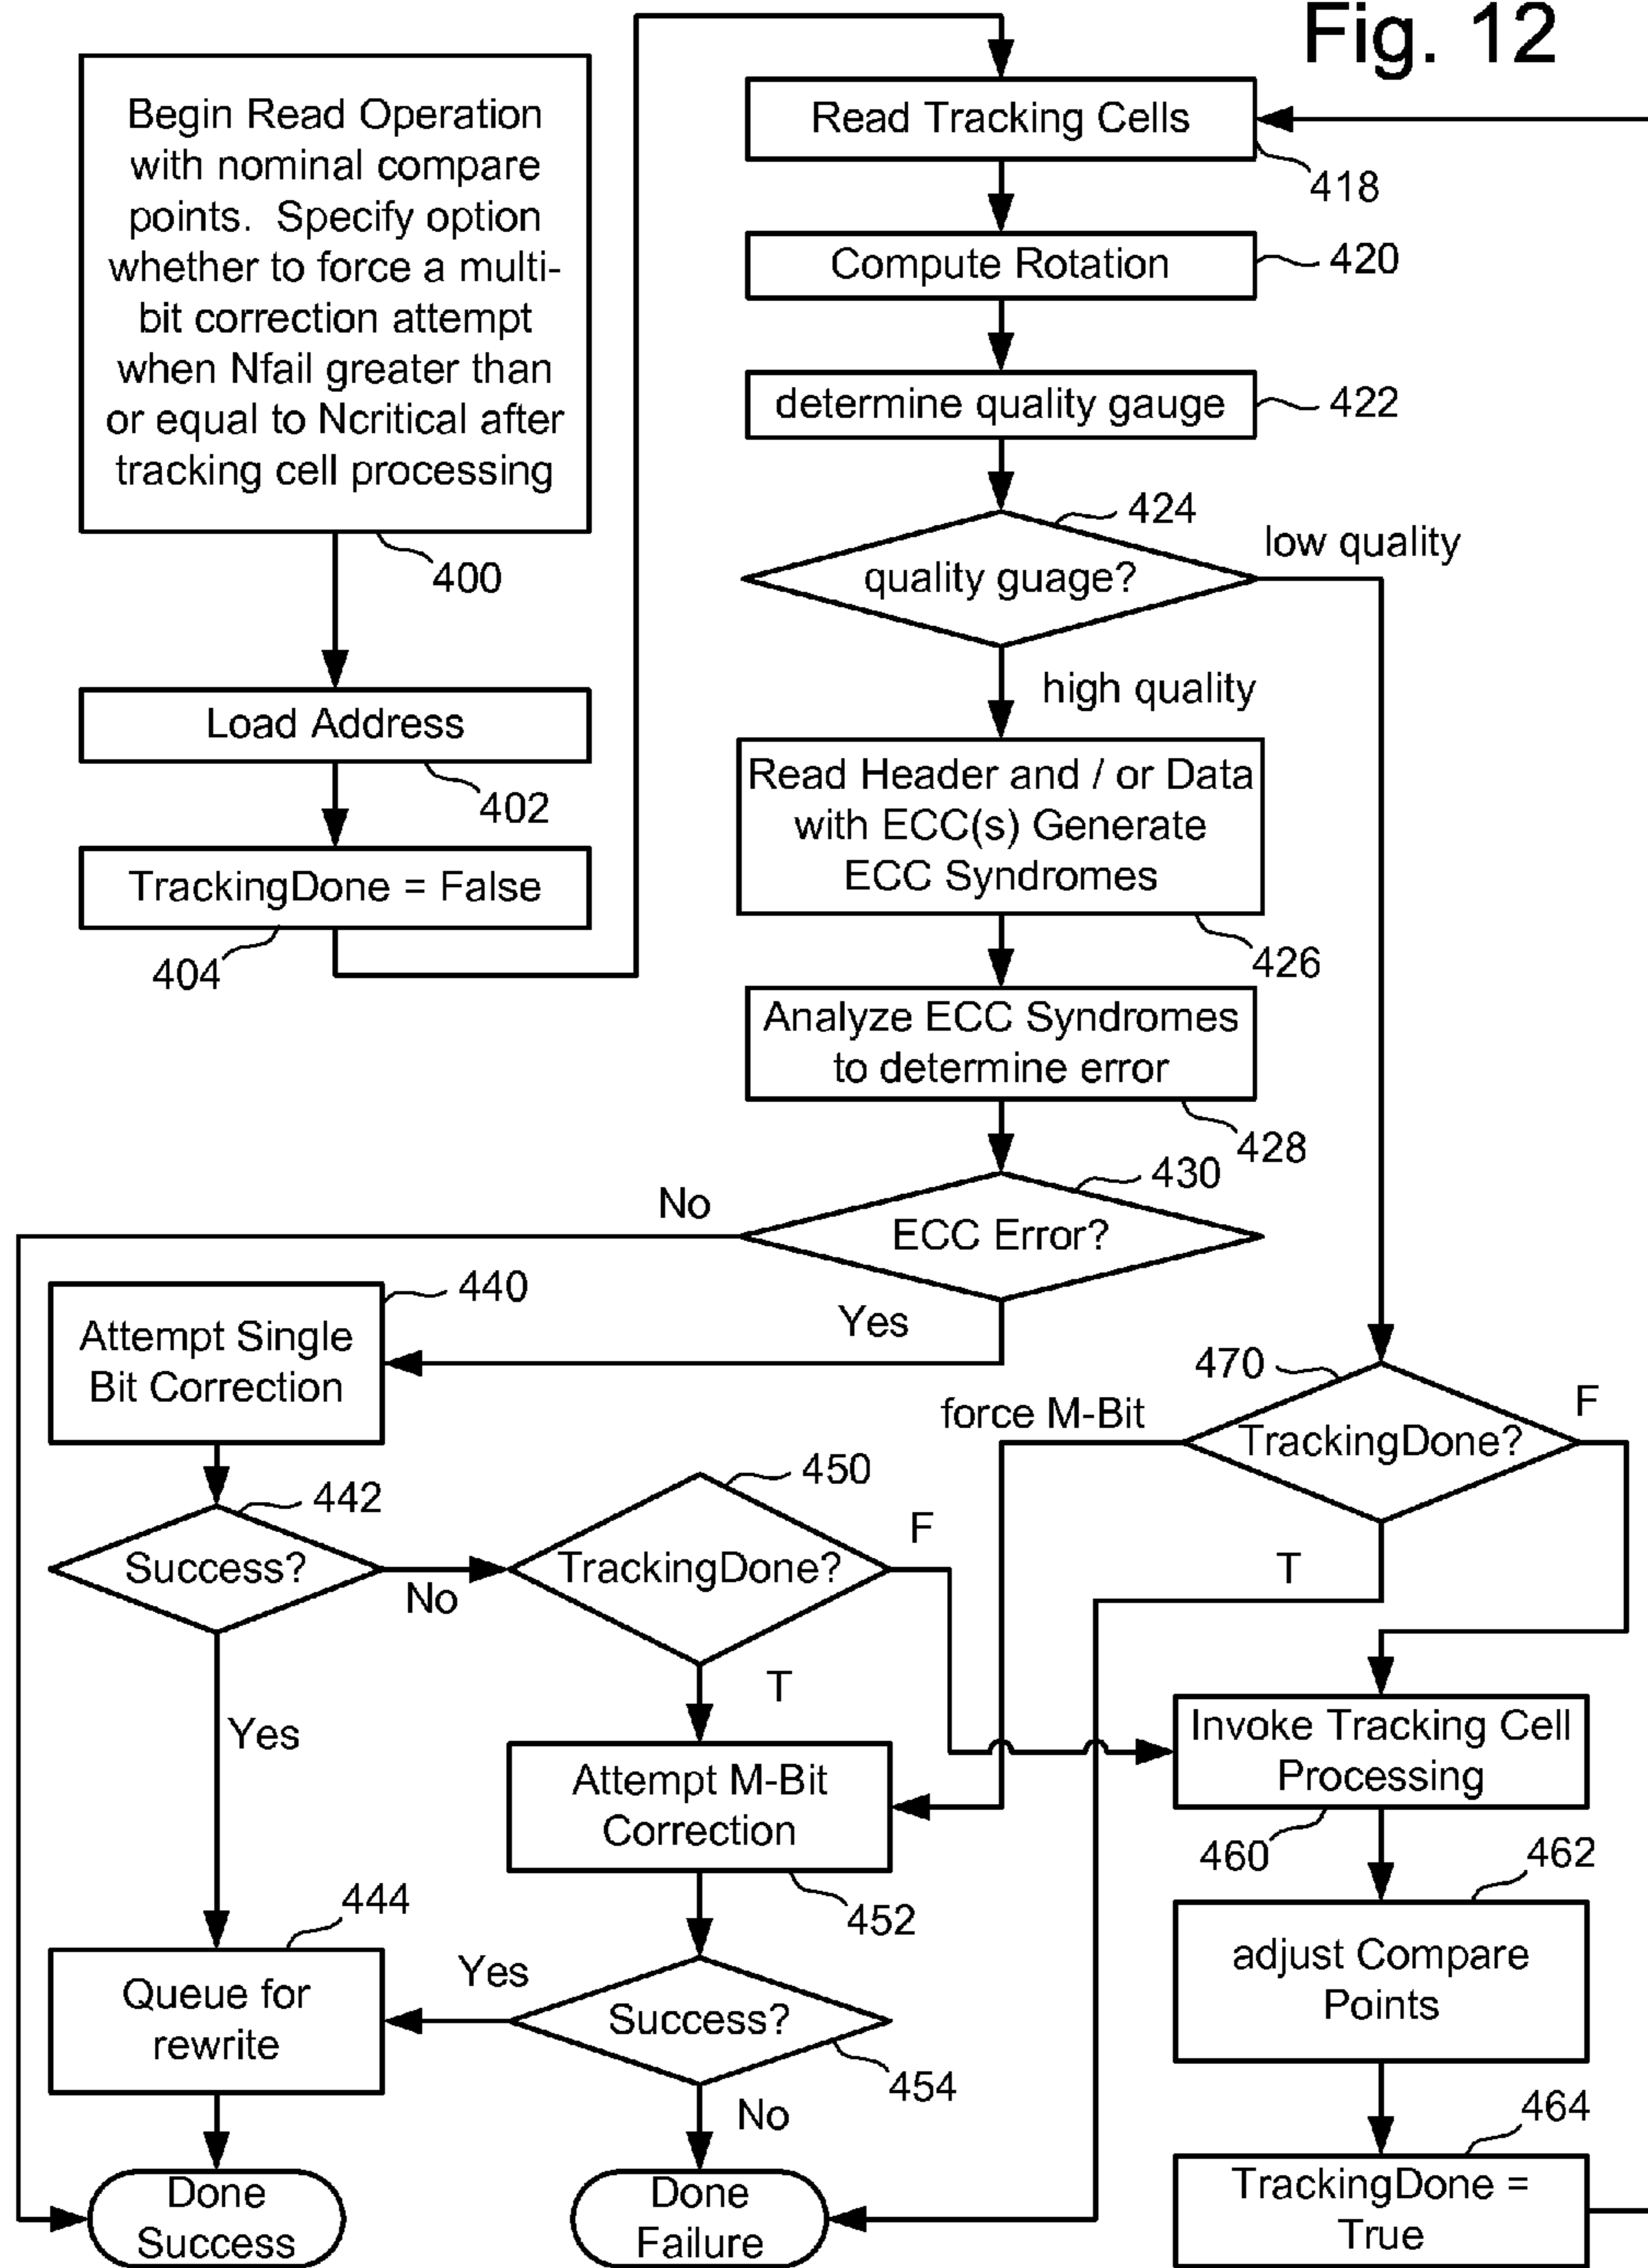 Fig. 12
Begin Read Operation
with nominal compare
points. Specify option
whether to force a multi-
bit correction attempt
when Nfail greater than
or equal to Ncritical after
tracking cell processing
400
Load Address
402
TrackingDone = False
404
Read Tracking Cells
418
Compute Rotation
420
determine quality gauge
422
424
quality guage?
low quality
high quality
Read Header and / or Data
with ECC(s) Generate
ECC Syndromes
426
Analyze ECC Syndromes
to determine error
428
430
ECC Error?
No
Yes
440
Attempt Single
Bit Correction
442
Success?
No
Yes
450
TrackingDone?
F
T
470
TrackingDone?
force M-Bit
F
T
Attempt M-Bit
Correction
452
Invoke Tracking Cell
Processing
460
462
adjust Compare
Points
444
Queue for
rewrite
Yes
Success?
454
No
464
TrackingDone =
True
Done
Success
Done
Failure